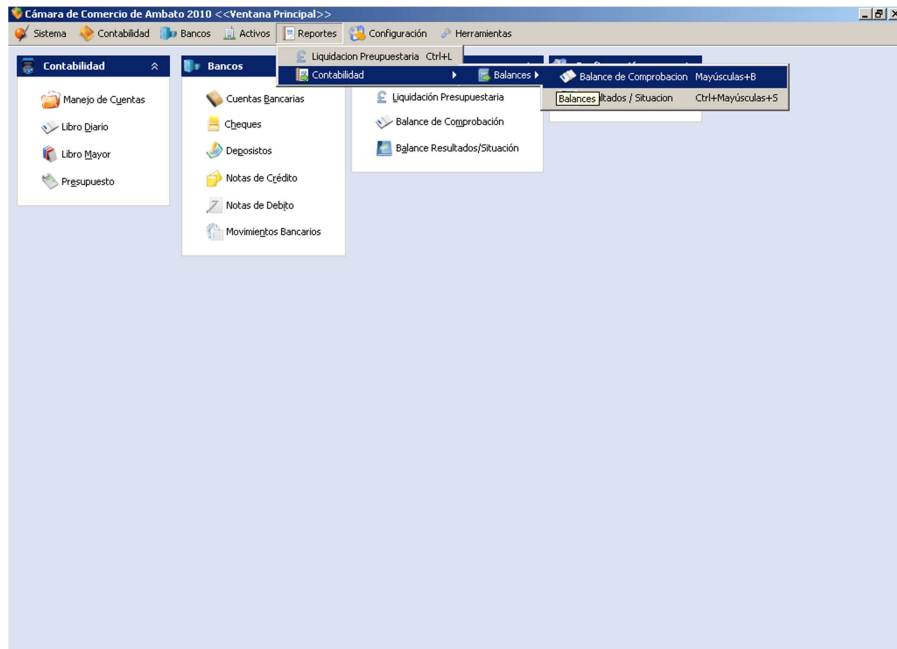 Cámara de Comercio de Ambato 2010 <<Ventana Principal>>
Sistema Contabilidad Bancos Activos Reportes Configuración Herramientas
Liquidacion Preupuestaria Ctrl+L
Contabilidad Bancos Contabilidad Balances Balance de Comprobacion Mayúsculas+B
Manejo de Cuentas Cuentas Bancarias Liquidación Presupuestaria Balances ltados / Situacion Ctrl+Mayúsculas+S
Libro Diario Cheques Balance de Comprobación
Libro Mayor Deposistos Balance Resultados/Situación
Presupuesto Notas de Crédito
Notas de Debito
Movimientos Bancarios